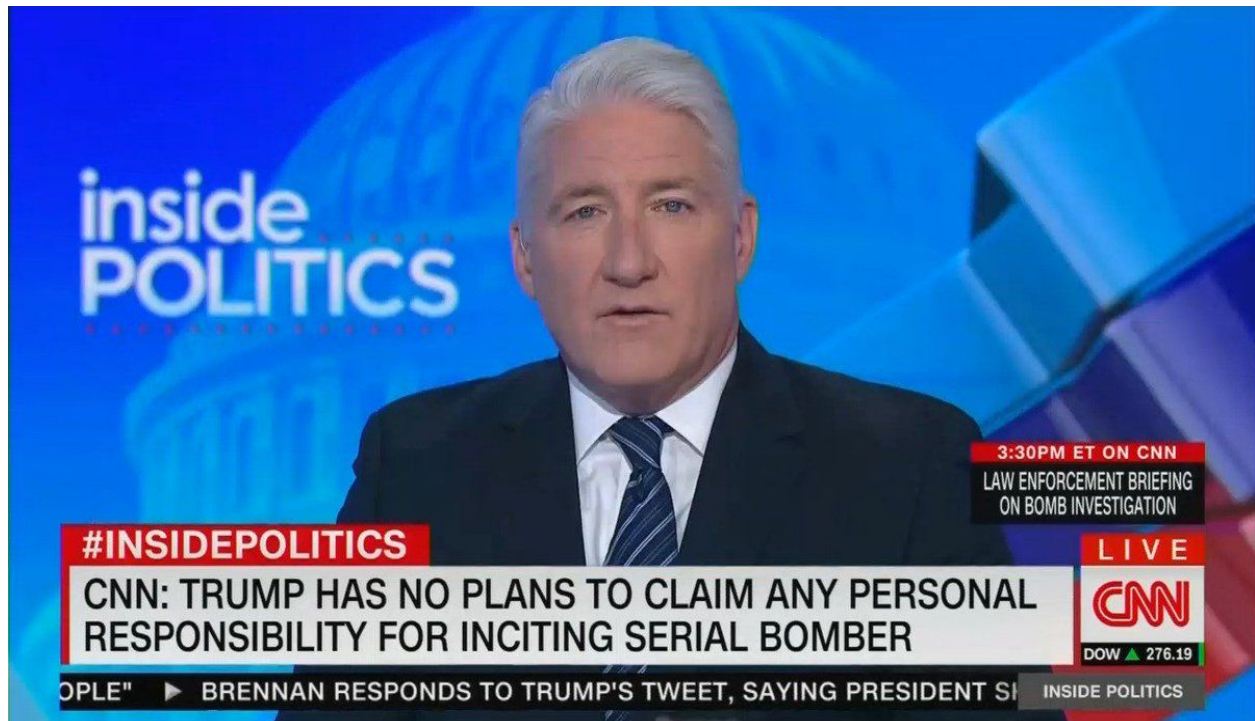 inside
POLITICS
3:30PM ET ON CNN
LAW ENFORCEMENT BRIEFING
ON BOMB INVESTIGATION
#INSIDEPOLITICS
LIVE
CNN: TRUMP HAS NO PLANS TO CLAIM ANY PERSONAL
RESPONSIBILITY FOR INCITING SERIAL BOMBER
CNN
DOW ▲ 276.19
OPLE" ▶ BRENNAN RESPONDS TO TRUMP'S TWEET, SAYING PRESIDENT
INSIDE POLITICS